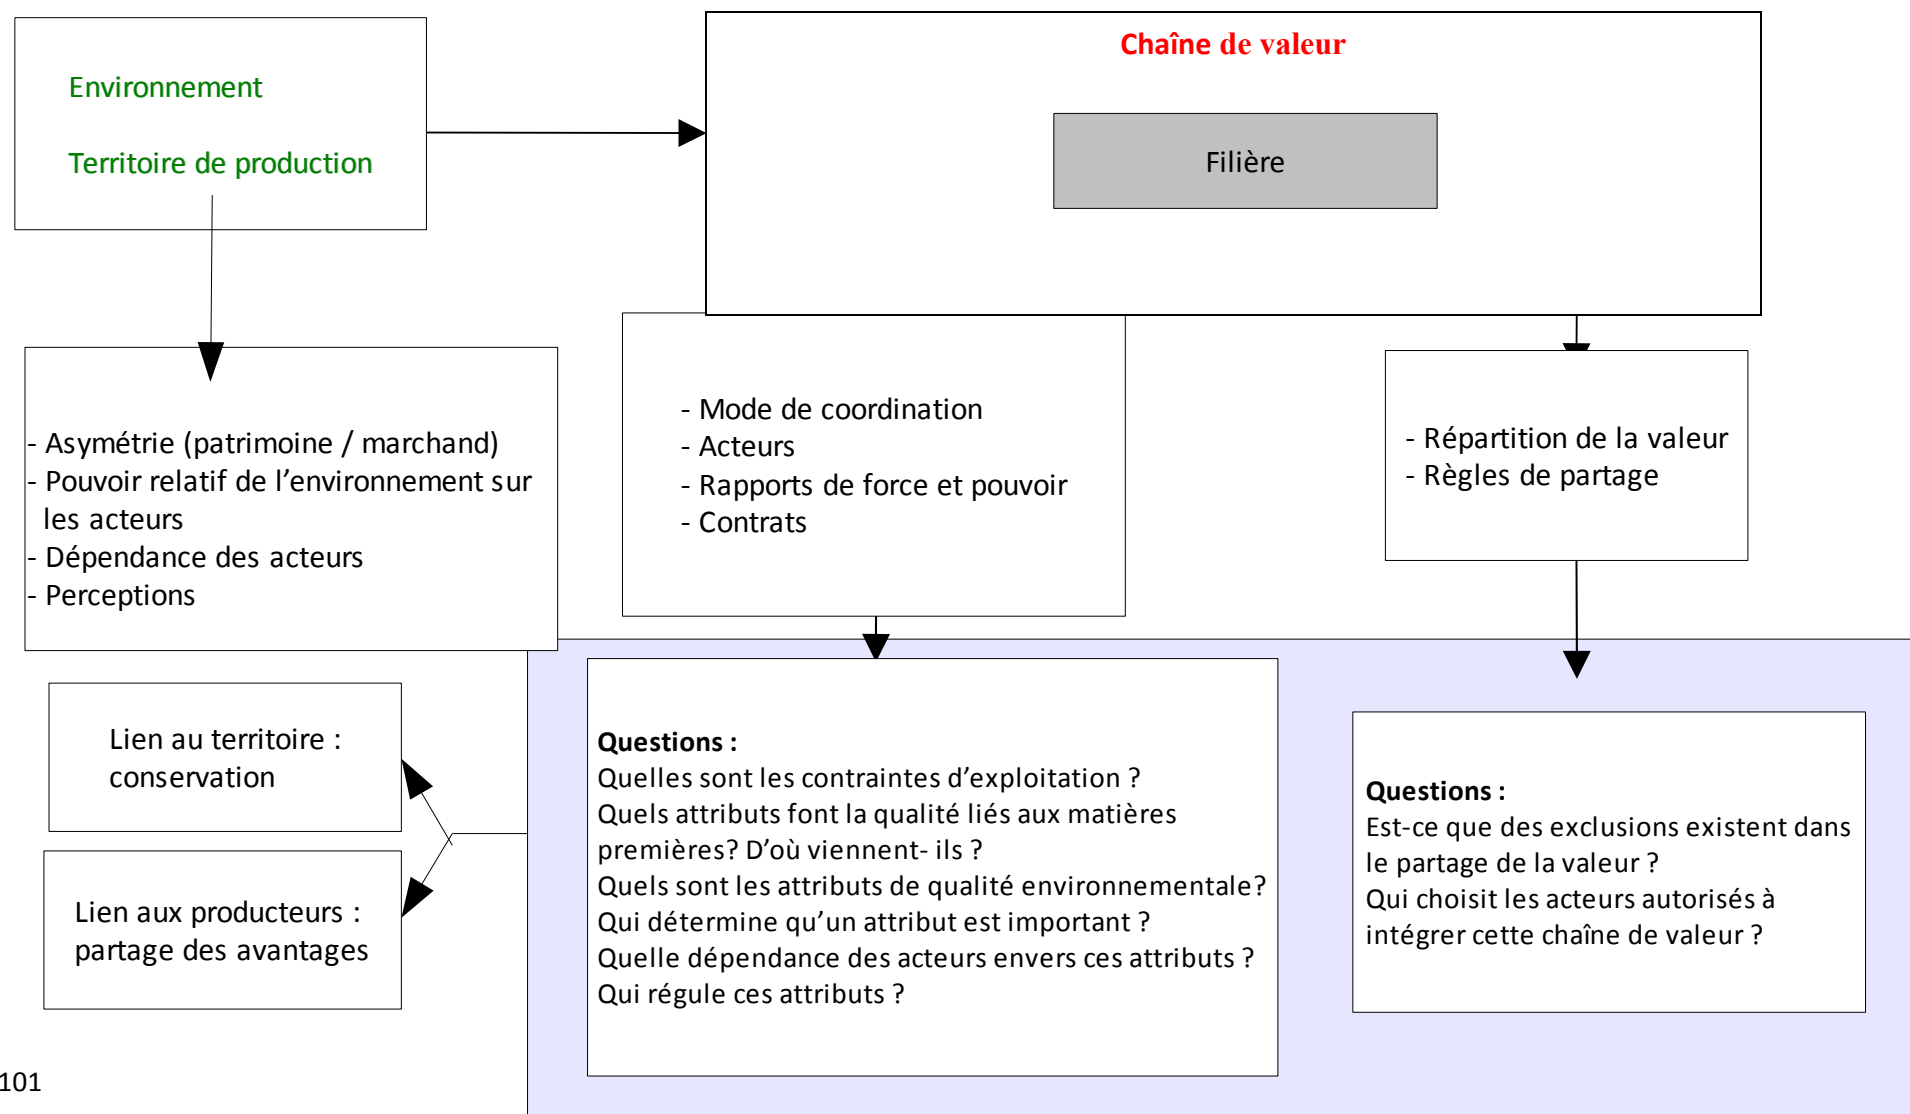 Environnement
Territoire de production
Chaîne de valeur
Filière
- Asymétrie (patrimoine / marchand)
- Pouvoir relatif de l’environnement sur
les acteurs
- Dépendance des acteurs
- Perceptions
- Mode de coordination
- Acteurs
- Rapports de force et pouvoir
- Contrats
- Répartition de la valeur
- Règles de partage
Lien au territoire :
conservation
Lien aux producteurs :
partage des avantages
Questions :
Quelles sont les contraintes d’exploitation ?
Quels attributs font la qualité liés aux matières
premières? D’où viennent- ils ?
Quels sont les attributs de qualité environnementale?
Qui détermine qu’un attribut est important ?
Quelle dépendance des acteurs envers ces attributs ?
Qui régule ces attributs ?
Questions :
Est-ce que des exclusions existent dans
le partage de la valeur ?
Qui choisit les acteurs autorisés à
intégrer cette chaîne de valeur ?
101